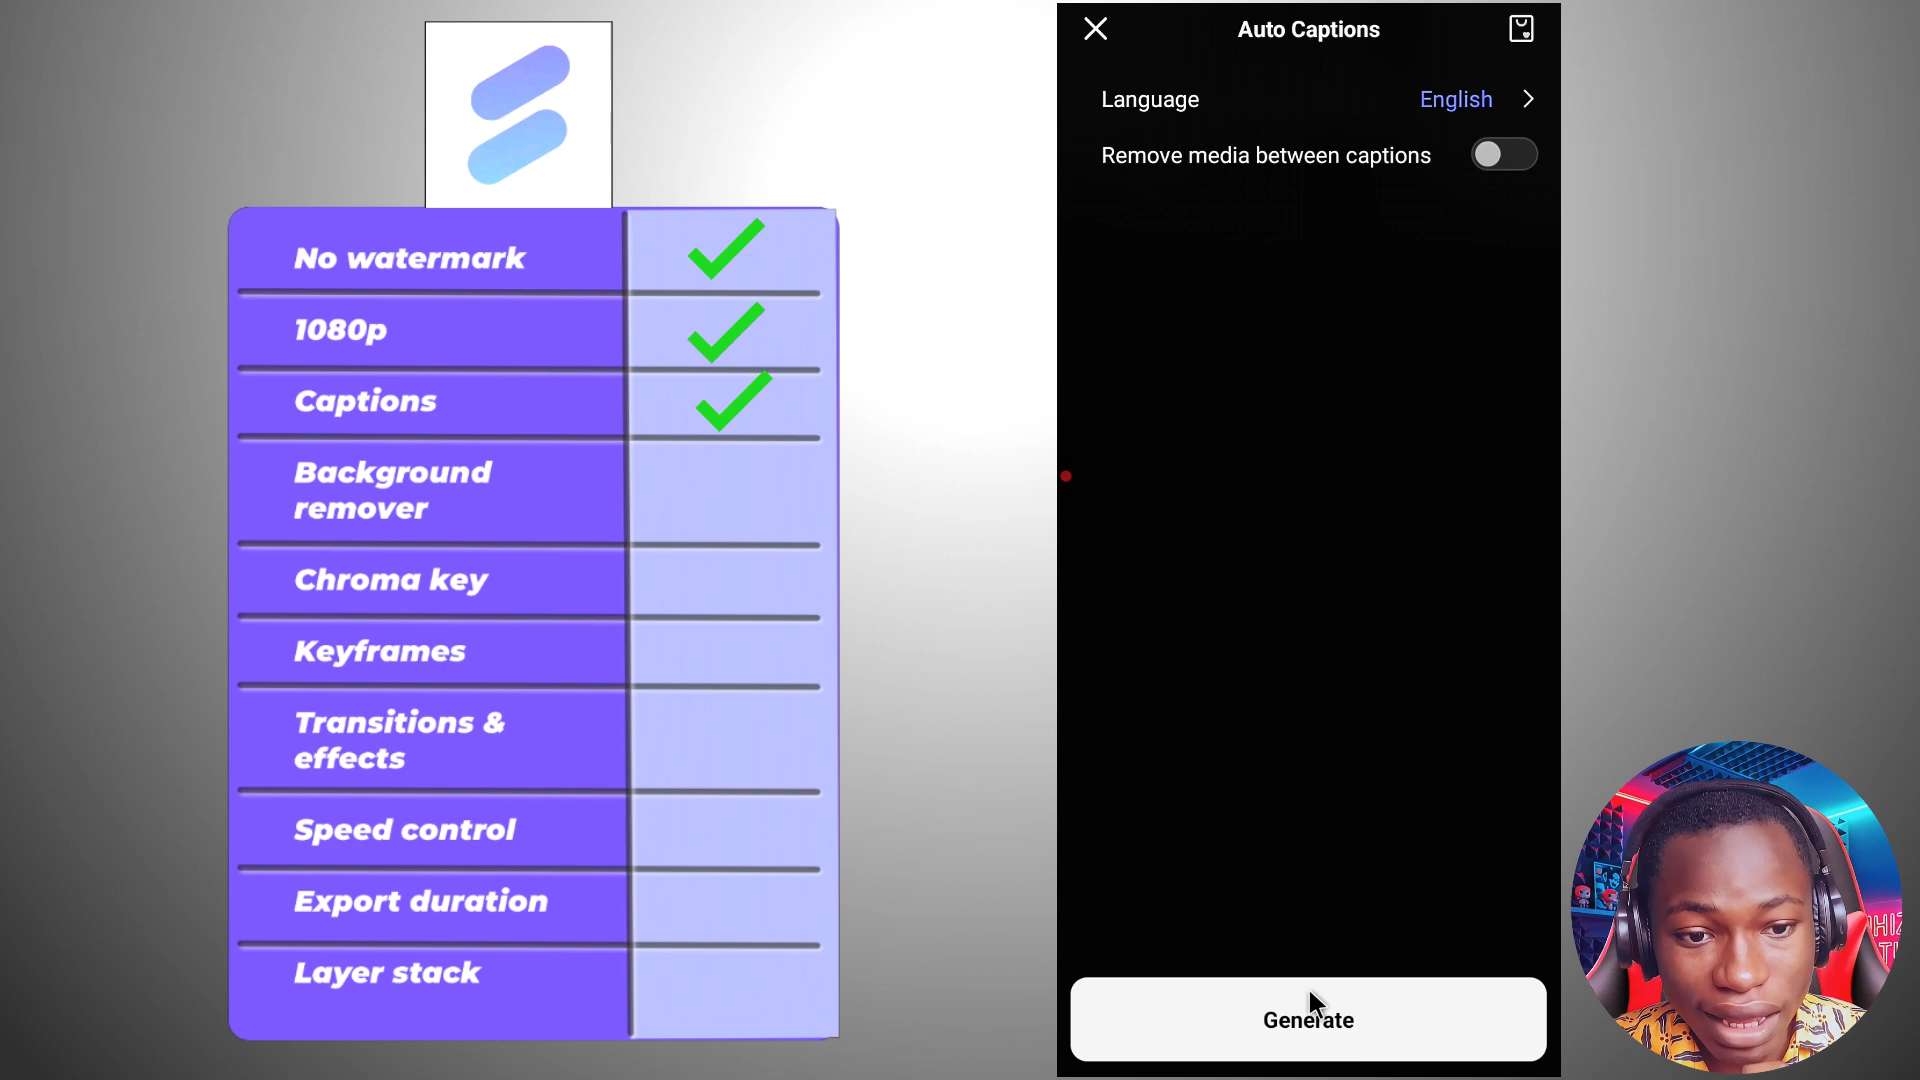 No watermark
1080p
Captions
Background
remover
Chroma key
Keyframes
Transitions &
effects
Speed control
Export duration
Layer stack
Auto Captions
Language English
Remove media between captions
Generate